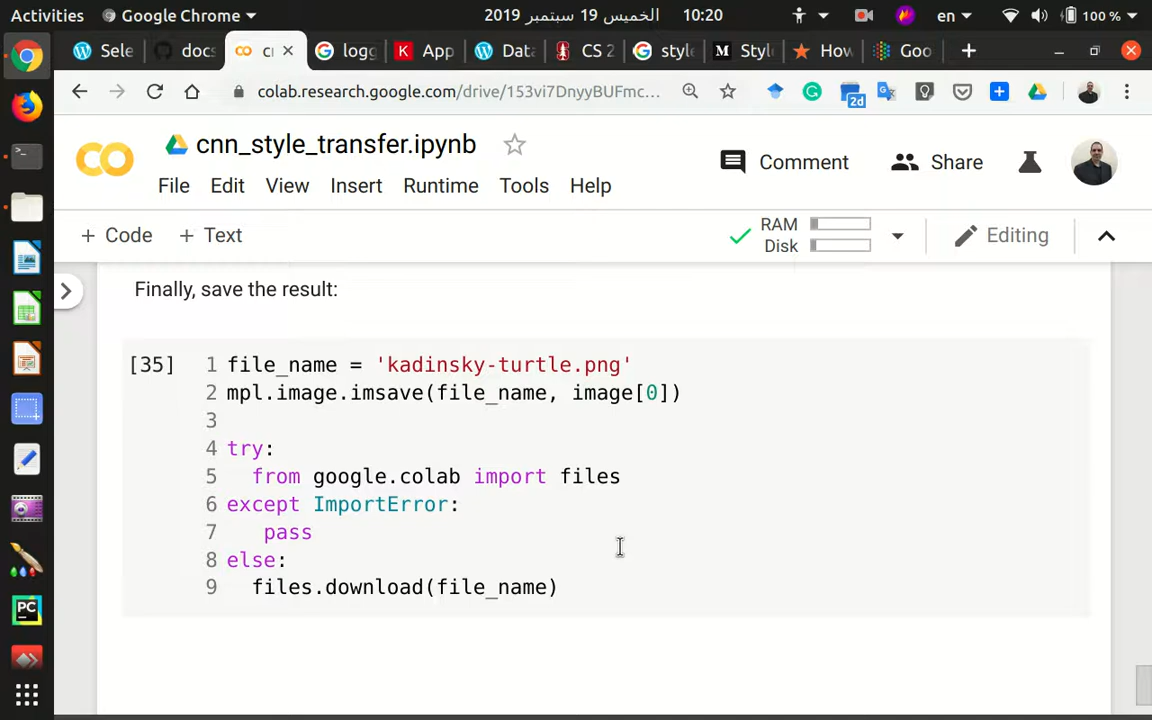 Activities
Google Chrome
الخميس 19 سبتمبر 2019
10:20
en
100 %
Sele
docs
cr
logg
App
Data
CS 2
style
Styl
How
Goo
colab.research.google.com/drive/153vi7DnyyBUFmc...
2d
cnn_style_transfer.ipynb
Comment
Share
File Edit View Insert Runtime Tools Help
+ Code + Text
RAM
Disk
Editing
Finally, save the result:
[35]
1 file_name = 'kadinsky-turtle.png'
2 mpl.image.imsave(file_name, image[0])
3
4 try:
5 from google.colab import files
6 except ImportError:
7 pass
8 else:
9 files.download(file_name)
PC